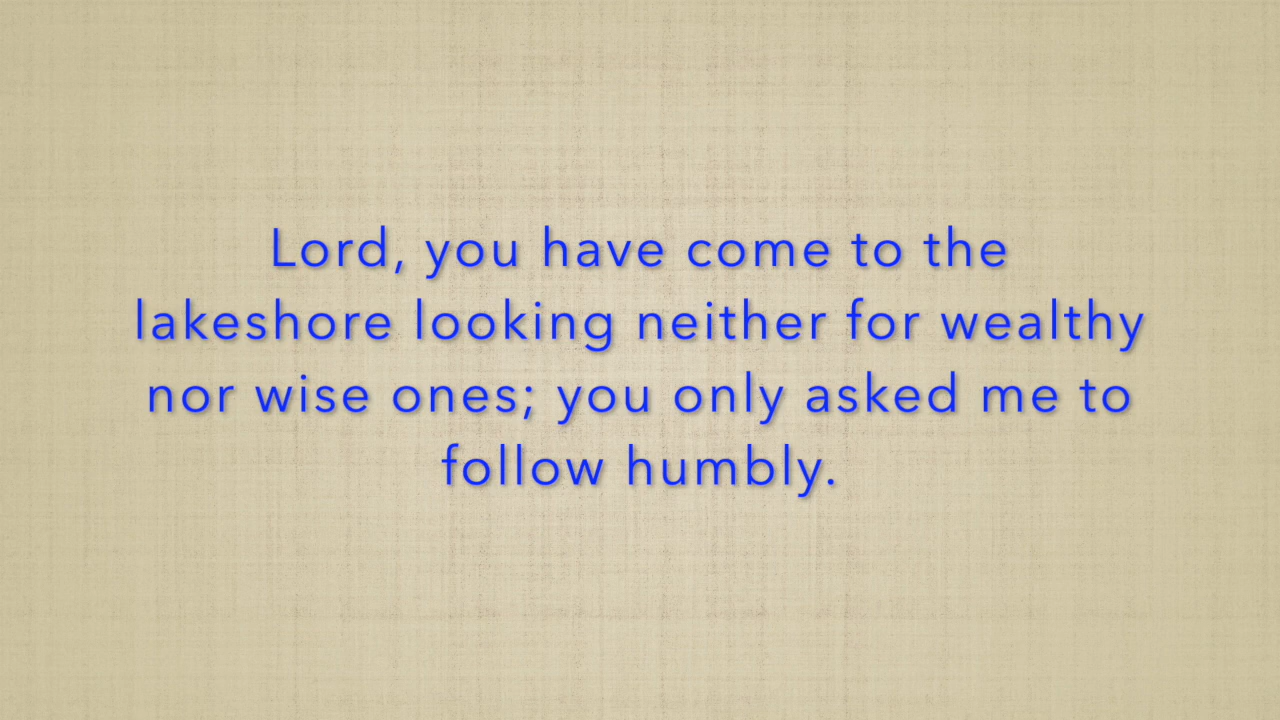 Lord, you have come to the
lakeshore looking neither for wealthy
nor wise ones; you only asked me to
follow humbly.